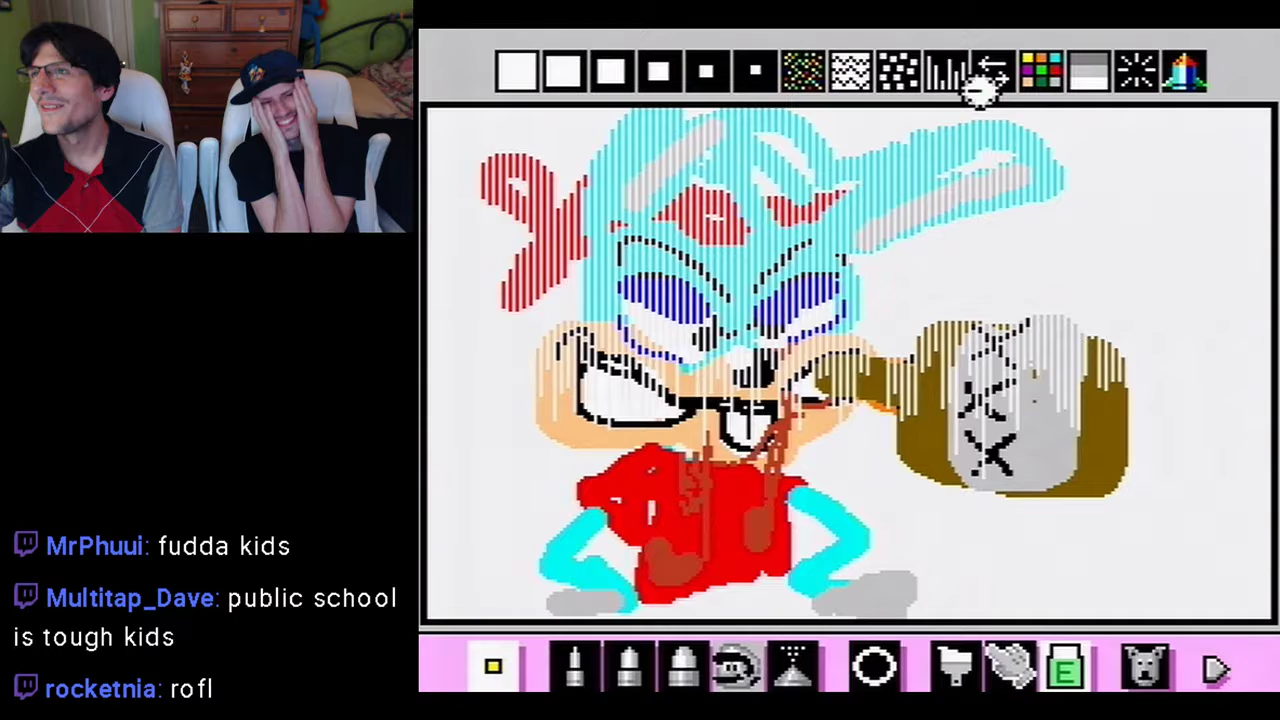 MrPhuui: fudda kids
Multitap_Dave: public school
is tough kids
rocketnia: rofl
E